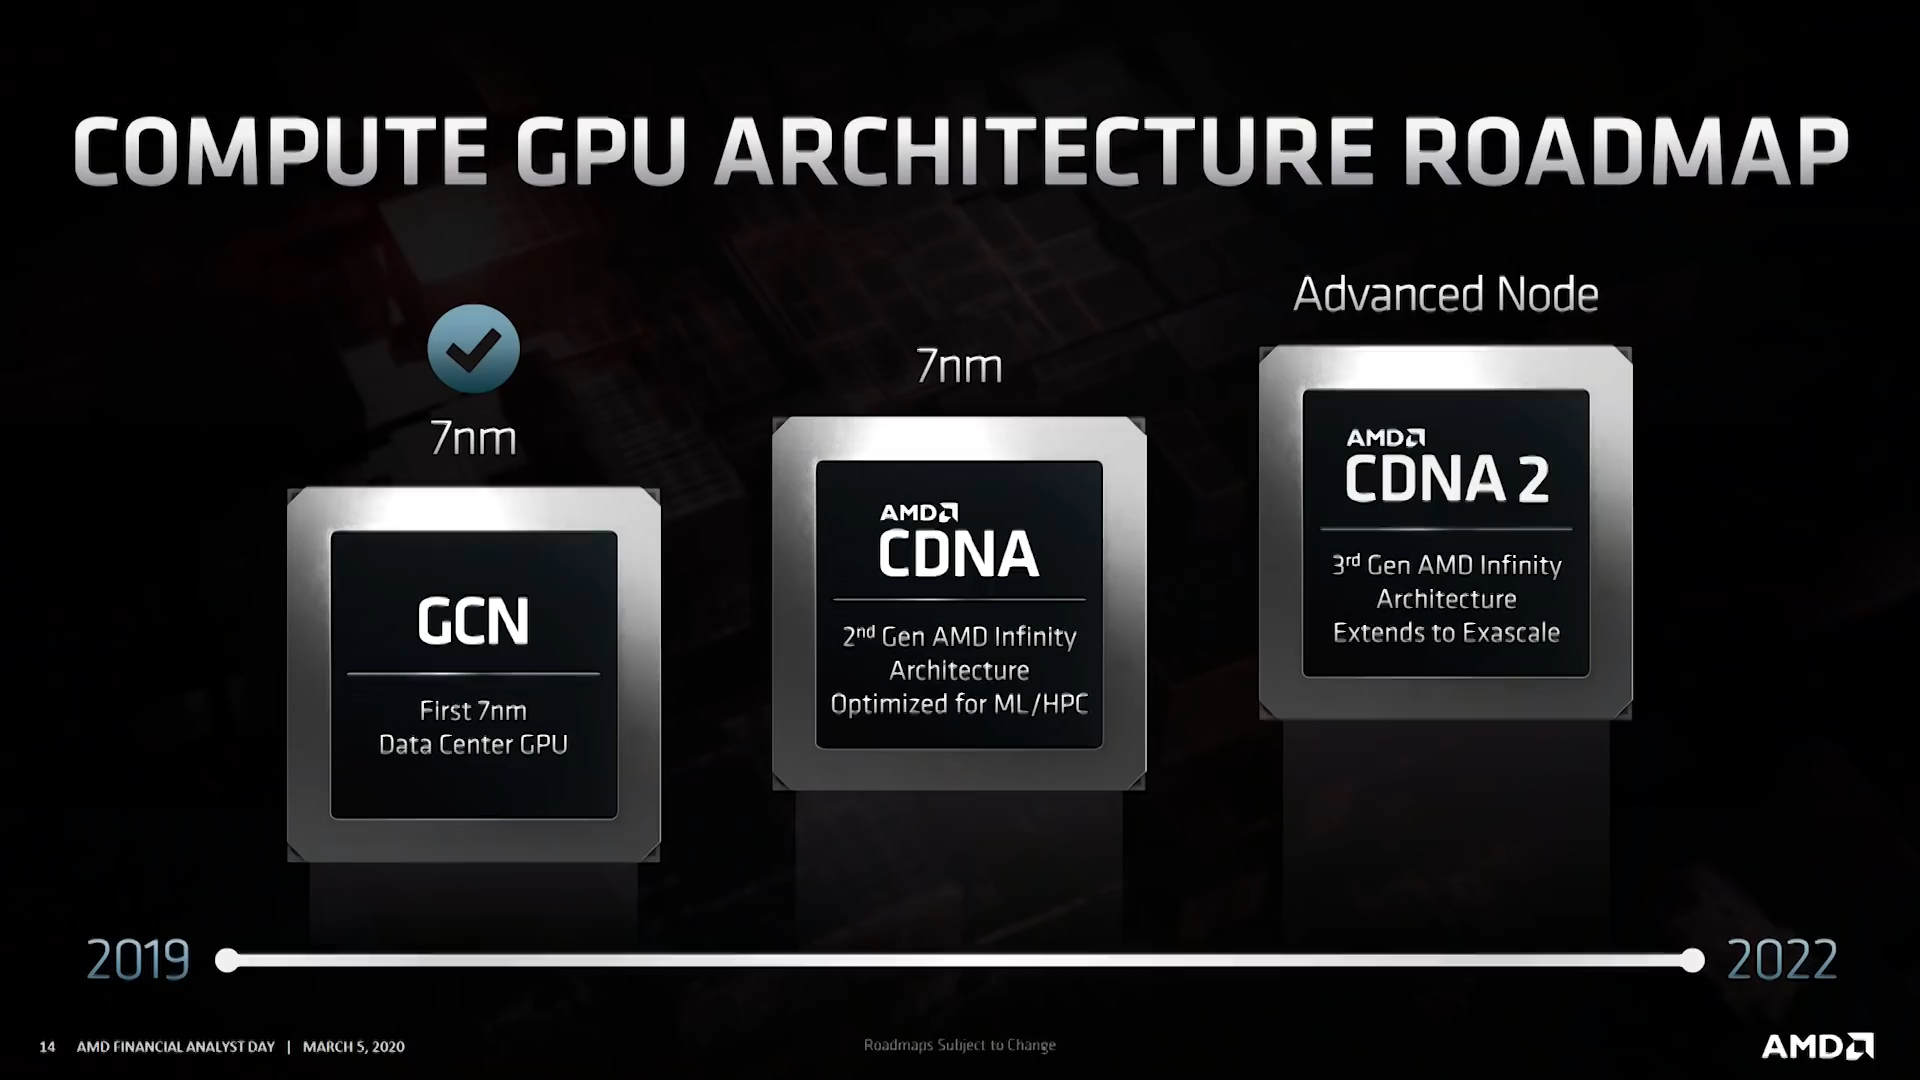 COMPUTE GPU ARCHITECTURE ROADMAP
7nm
GCN
First 7nm
Data Center GPU
7nm
AMD
CDNA
2nd Gen AMD Infinity
Architecture
Optimized for ML/HPC
Advanced Node
AMD
CDNA 2
3rd Gen AMD Infinity
Architecture
Extends to Exascale
2019
2022
14 AMD FINANCIAL ANALYST DAY | MARCH 5, 2020
Roadmaps Subject to Change
AMD